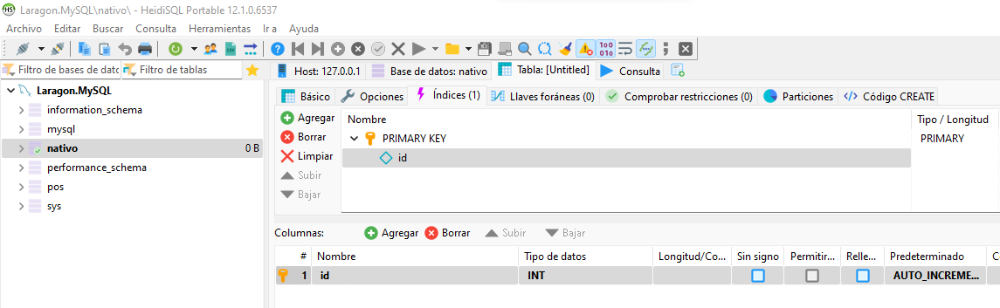 Laragon.MySQL\nativo\ - HeidiSQL Portable 12.1.0.6537
Archivo Editar Buscar Consulta Herramientas Ir a Ayuda
Filtro de bases de dato Filtro de tablas
Host: 127.0.0.1 Base de datos: nativo Tabla: [Untitled] Consulta
Laragon.MySQL
information_schema
mysql
nativo 0 B
performance_schema
pos
sys
Básico Opciones Índices (1) Llaves foráneas (0) Comprobar restricciones (0) Particiones Código CREATE
Agregar
Borrar
Limpiar
Subir
Bajar
Nombre Tipo / Longitud
PRIMARY KEY PRIMARY
id
Columnas: Agregar Borrar Subir Bajar
# Nombre Tipo de datos Longitud/Co... Sin signo Permitir... Relle... Predeterminado
1 id INT AUTO_INCREME...